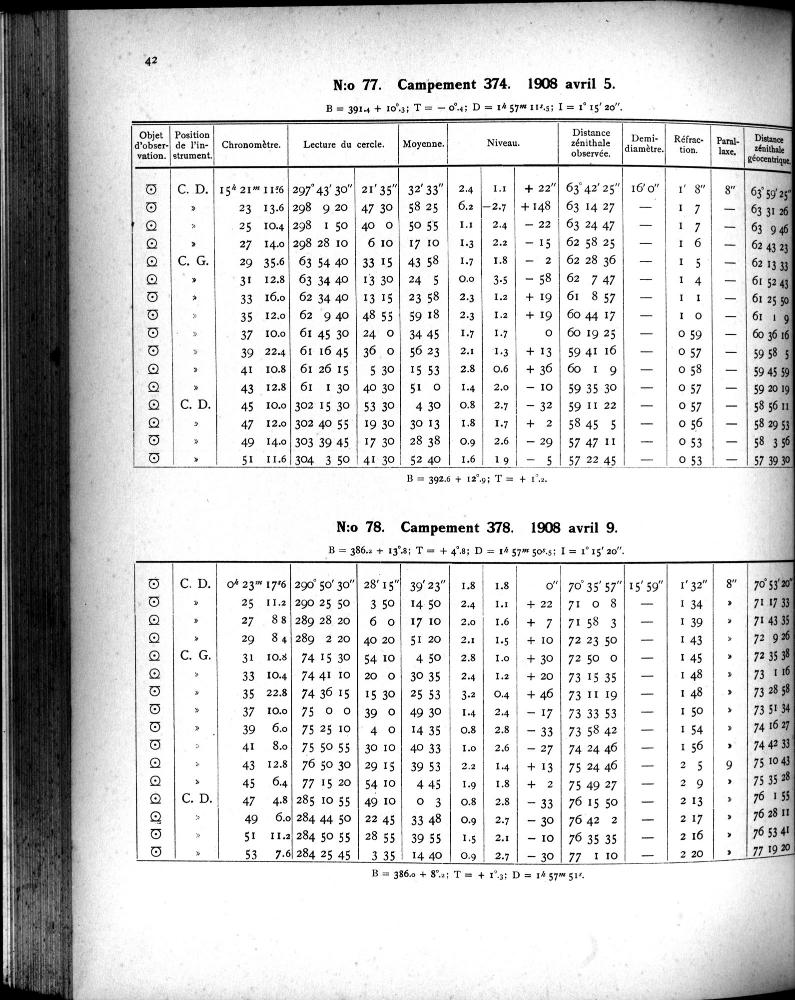 42
N:o 77. Campement 374. 1908 avril 5.
B = 391.4 + 10°.3; T = — 0°.4; D = 1h 57m 11s.5; I = 1° 15′ 20″.
Objet d'observation. Position de l'instrument. Chronomètre. Lecture du cercle. Moyenne. Niveau. Distance zénithale observée. Demi-diamètre. Réfraction. Parallaxe. Distance zénithale géocentrique.
C. D. 15h 21m 11s.6 297° 43′ 30″ 21′ 35″ 32′ 33″ 2.4 1.1 + 22″ 63° 42′ 25″ 16′ 0″ 1′ 8″ 8″ 63° 59′ 25″
» 23 13.6 298 9 20 47 30 58 25 6.2 —2.7 + 148 63 14 27 — 1 7 — 63 31 26
» 25 10.4 298 1 50 40 0 50 55 1.1 2.4 — 22 63 24 47 — 1 7 — 63 9 46
» 27 14.0 298 28 10 6 10 17 10 1.3 2.2 — 15 62 58 25 — 1 6 — 62 43 23
C. G. 29 35.6 63 54 40 33 15 43 58 1.7 1.8 — 2 62 28 36 — 1 5 — 62 13 33
» 31 12.8 63 34 40 13 30 24 5 0.0 3.5 — 58 62 7 47 — 1 4 — 61 52 43
» 33 16.0 62 34 40 13 15 23 58 2.3 1.2 + 19 61 8 57 — 1 1 — 61 25 50
» 35 12.0 62 9 40 48 55 59 18 2.3 1.2 + 19 60 44 17 — 1 0 — 61 1 9
» 37 10.0 61 45 30 24 0 34 45 1.7 1.7 0 60 19 25 — 0 59 — 60 36 16
» 39 22.4 61 16 45 36 0 56 23 2.1 1.3 + 13 59 41 16 — 0 57 — 59 58 5
» 41 10.8 61 26 15 5 30 15 53 2.8 0.6 + 36 60 1 9 — 0 58 — 59 45 59
» 43 12.8 61 1 30 40 30 51 0 1.4 2.0 — 10 59 35 30 — 0 57 — 59 20 19
C. D. 45 10.0 302 15 30 53 30 4 30 0.8 2.7 — 32 59 11 22 — 0 57 — 58 56 11
» 47 12.0 302 40 55 19 30 30 13 1.8 1.7 + 2 58 45 5 — 0 56 — 58 29 53
» 49 14.0 303 39 45 17 30 28 38 0.9 2.6 — 29 57 47 11 — 0 53 — 58 3 56
» 51 11.6 304 3 50 41 30 52 40 1.6 1 9 — 5 57 22 45 — 0 53 — 57 39 30
B = 392.6 + 12°.9; T = + 1°.2.
N:o 78. Campement 378. 1908 avril 9.
B = 386.2 + 13°.8; T = + 4°.8; D = 1h 57m 50s.5; I = 1° 15′ 20″.
C. D. 0h 23m 17s.6 290° 50′ 30″ 28′ 15″ 39′ 23″ 1.8 1.8 0″ 70° 35′ 57″ 15′ 59″ 1′ 32″ 8″ 70° 53′ 20″
» 25 11.2 290 25 50 3 50 14 50 2.4 1.1 + 22 71 0 8 — 1 34 » 71 17 33
» 27 8 8 289 28 20 6 0 17 10 2.0 1.6 + 7 71 58 3 — 1 39 » 71 43 35
» 29 8 4 289 2 20 40 20 51 20 2.1 1.5 + 10 72 23 50 — 1 43 » 72 9 26
C. G. 31 10.8 74 15 30 54 10 4 50 2.8 1.0 + 30 72 50 0 — 1 45 » 72 35 38
» 33 10.4 74 41 10 20 0 30 35 2.4 1.2 + 20 73 15 35 — 1 48 » 73 1 16
» 35 22.8 74 36 15 15 30 25 53 3.2 0.4 + 46 73 11 19 — 1 48 » 73 28 58
» 37 10.0 75 0 0 39 0 49 30 1.4 2.4 — 17 73 33 53 — 1 50 » 73 51 34
» 39 6.0 75 25 10 4 0 14 35 0.8 2.8 — 33 73 58 42 — 1 54 » 74 16 27
» 41 8.0 75 50 55 30 10 40 33 1.0 2.6 — 27 74 24 46 — 1 56 » 74 42 33
» 43 12.8 76 50 30 29 15 39 53 2.2 1.4 + 13 75 24 46 — 2 5 9 75 10 43
» 45 6.4 77 15 20 54 10 4 45 1.9 1.8 + 2 75 49 27 — 2 9 » 75 35 28
C. D. 47 4.8 285 10 55 49 10 0 3 0.8 2.8 — 33 76 15 50 — 2 13 » 76 1 55
» 49 6.0 284 44 50 22 45 33 48 0.9 2.7 — 30 76 42 2 — 2 17 » 76 28 11
» 51 11.2 284 50 55 28 55 39 55 1.5 2.1 — 10 76 35 35 — 2 16 » 76 53 41
» 53 7.6 284 25 45 3 35 14 40 0.9 2.7 — 30 77 1 10 — 2 20 » 77 19 20
B = 386.0 + 8°.2; T = + 1°.3; D = 1h 57m 51s.